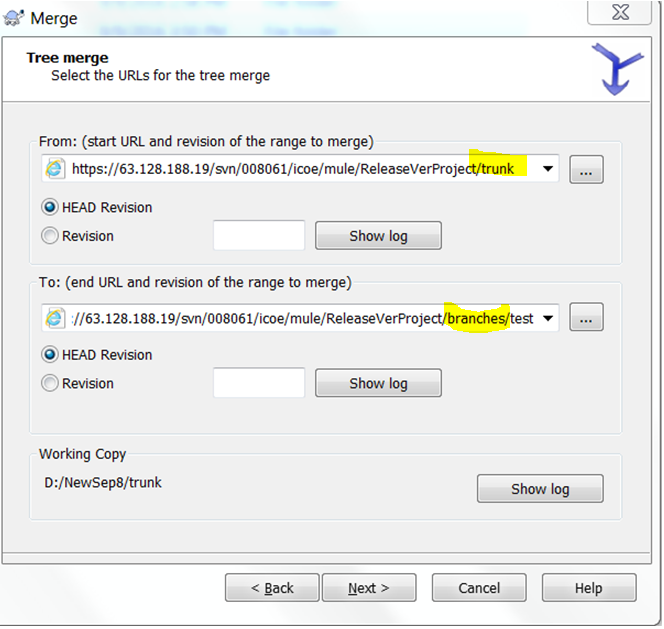 Merge
Tree merge
Select the URLs for the tree merge
From: (start URL and revision of the range to merge)
https://63.128.188.19/svn/008061/icoe/mule/ReleaseVerProject/trunk
...
HEAD Revision
Revision
Show log
To: (end URL and revision of the range to merge)
://63.128.188.19/svn/008061/icoe/mule/ReleaseVerProject/branches/test
...
HEAD Revision
Revision
Show log
Working Copy
D:/NewSep8/trunk
Show log
< Back Next > Cancel Help